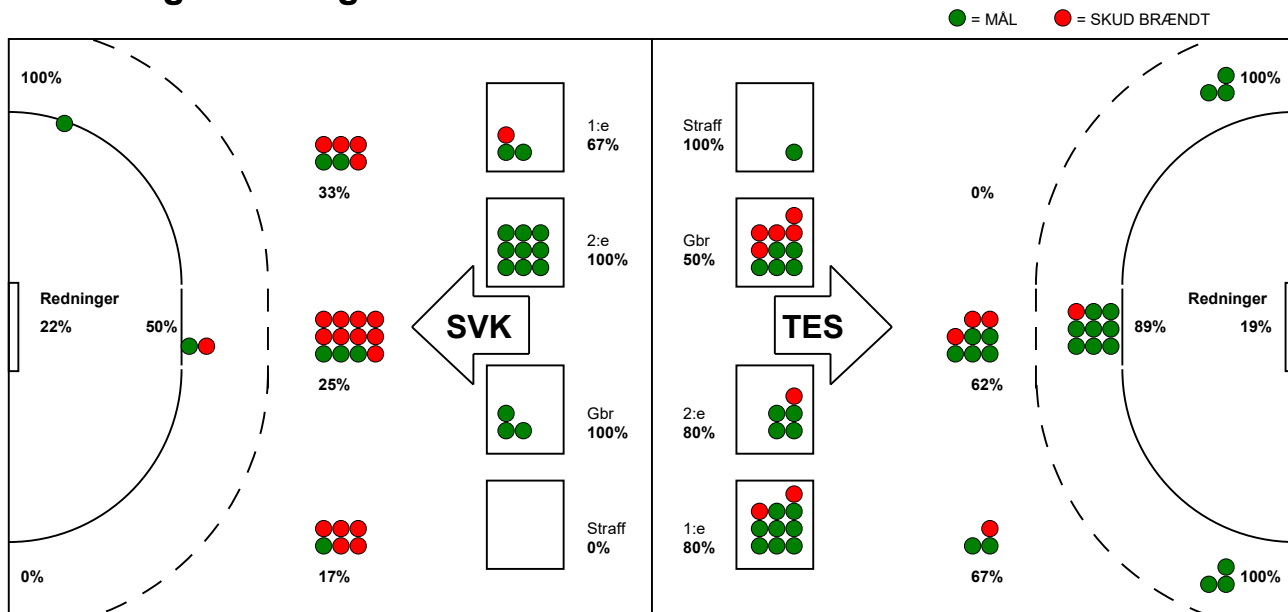 = MÅL
= SKUD BRÆNDT
100%
33%
Redninger
22%
50%
25%
0%
17%
1:e
67%
2:e
100%
SVK
Gbr
100%
Straff
0%
Straff
100%
Gbr
50%
TES
2:e
80%
1:e
80%
100%
0%
89%
Redninger
19%
62%
67%
100%